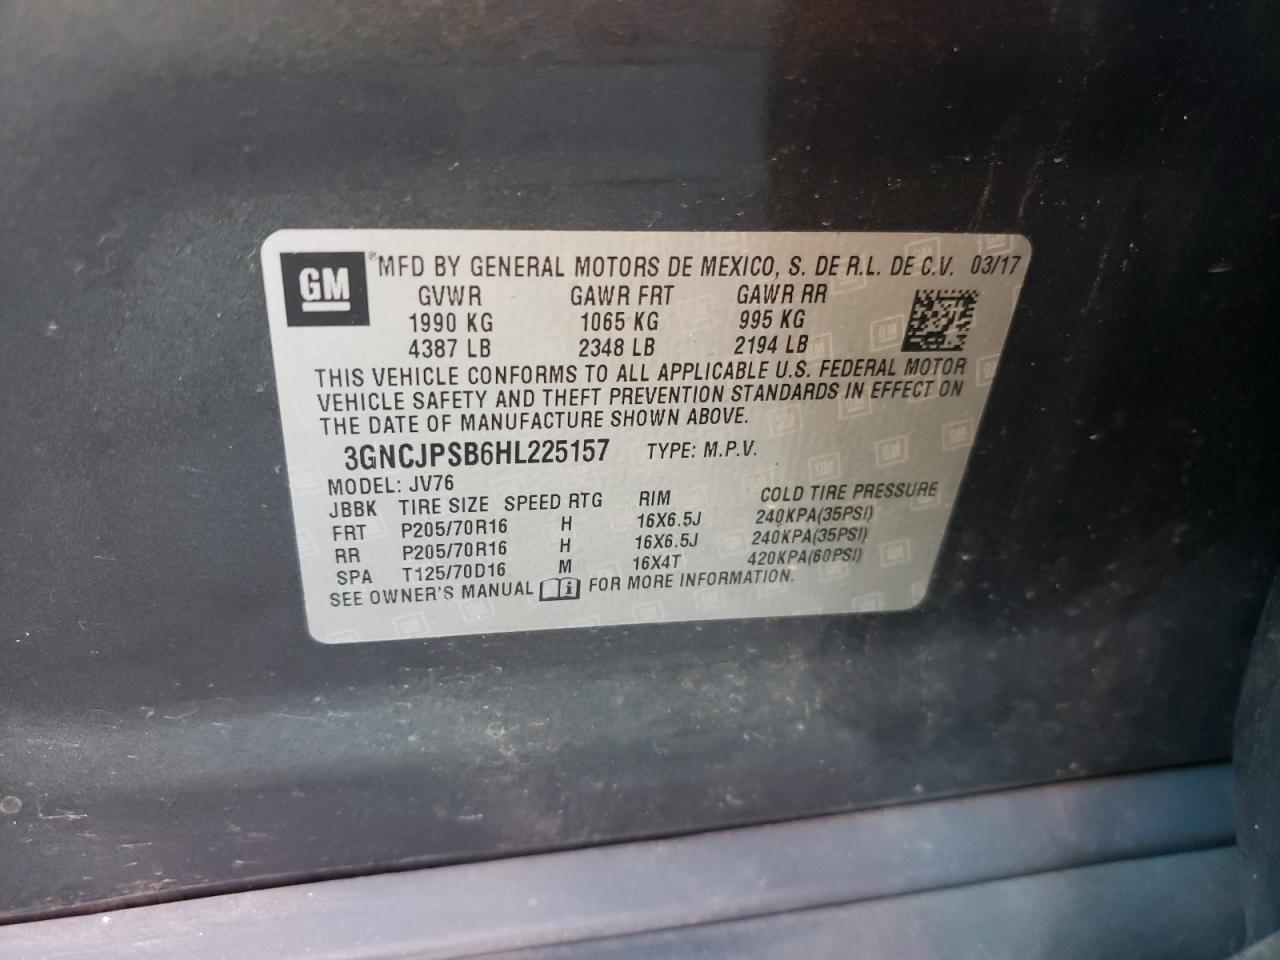 GM ® MFD BY GENERAL MOTORS DE MEXICO, S. DE R.L. DE C.V. 03/17
GVWR GAWR FRT GAWR RR
1990 KG 1065 KG 995 KG
4387 LB 2348 LB 2194 LB
THIS VEHICLE CONFORMS TO ALL APPLICABLE U.S. FEDERAL MOTOR
VEHICLE SAFETY AND THEFT PREVENTION STANDARDS IN EFFECT ON
THE DATE OF MANUFACTURE SHOWN ABOVE.
3GNCJPSB6HL225157 TYPE: M.P.V.
MODEL: JV76
JBBK TIRE SIZE SPEED RTG RIM COLD TIRE PRESSURE
FRT P205/70R16 H 16X6.5J 240KPA(35PSI)
RR P205/70R16 H 16X6.5J 240KPA(35PSI)
SPA T125/70D16 M 16X4T 420KPA(60PSI)
SEE OWNER'S MANUAL i FOR MORE INFORMATION.